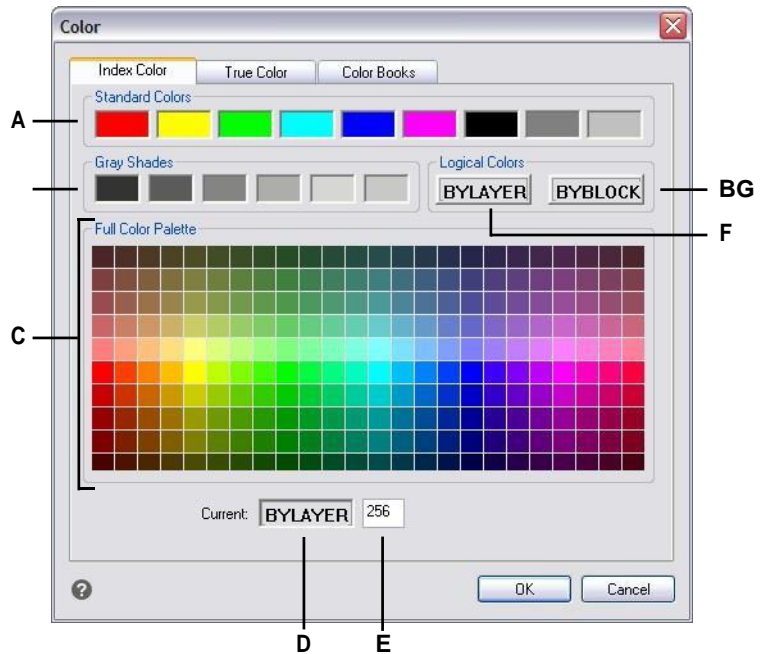 Color
Index Color
True Color
Color Books
Standard Colors
A
Gray Shades
Logical Colors
BYLAYER
BYBLOCK
BG
F
Full Color Palette
C
Current:
BYLAYER
256
?
OK
Cancel
D
E